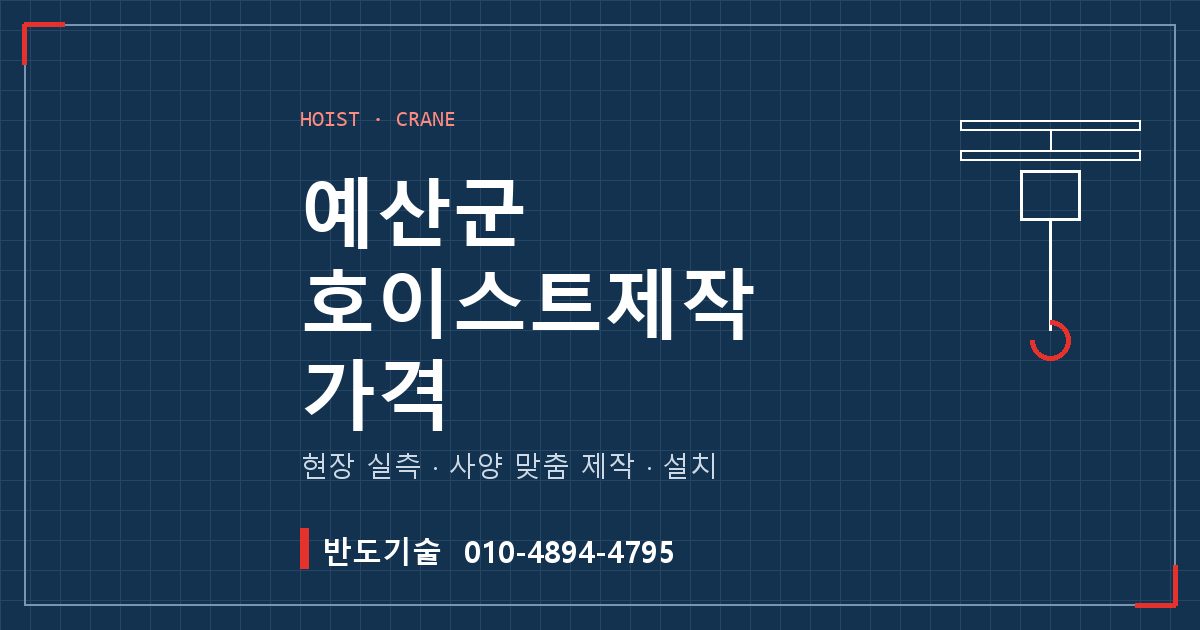 HOIST · CRANE
예산군
호이스트제작
가격
현장 실측 · 사양 맞춤 제작 · 설치
반도기술 010-4894-4795